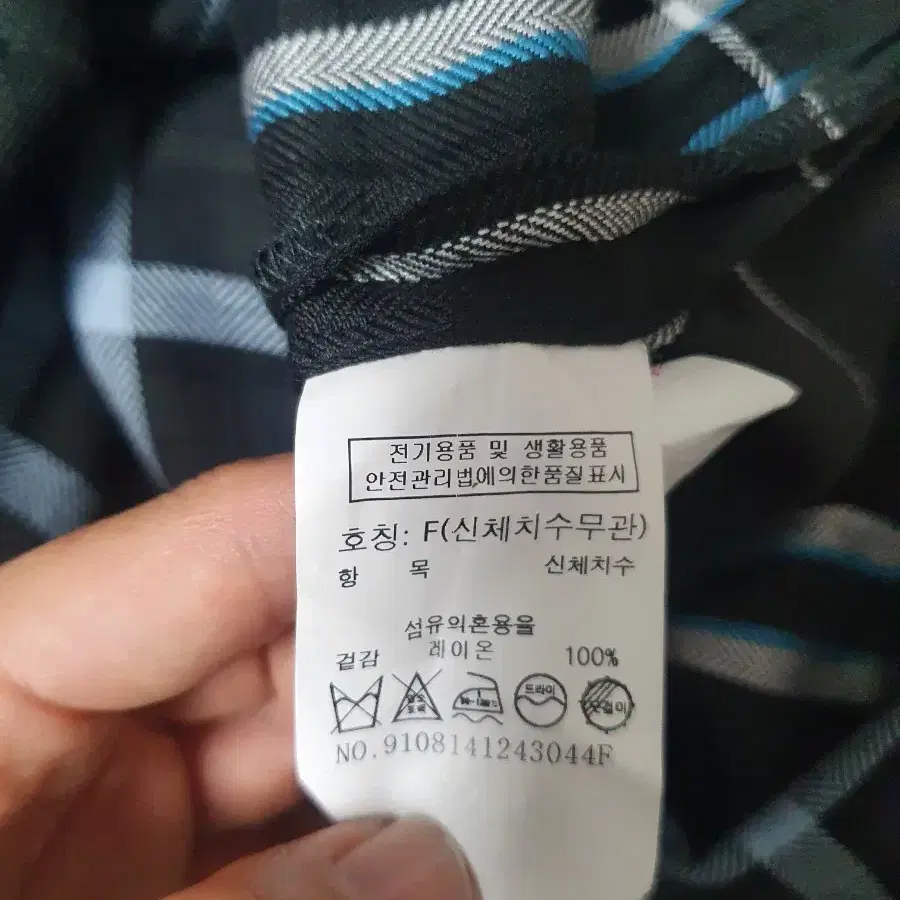 전기용품 및 생활용품
안전관리법,에의한품질표시
호칭: F(신체치수무관)
항 목 신체치수
섬유의혼용율
겉감 레이온 100%
드라이
NO.9108141243044F